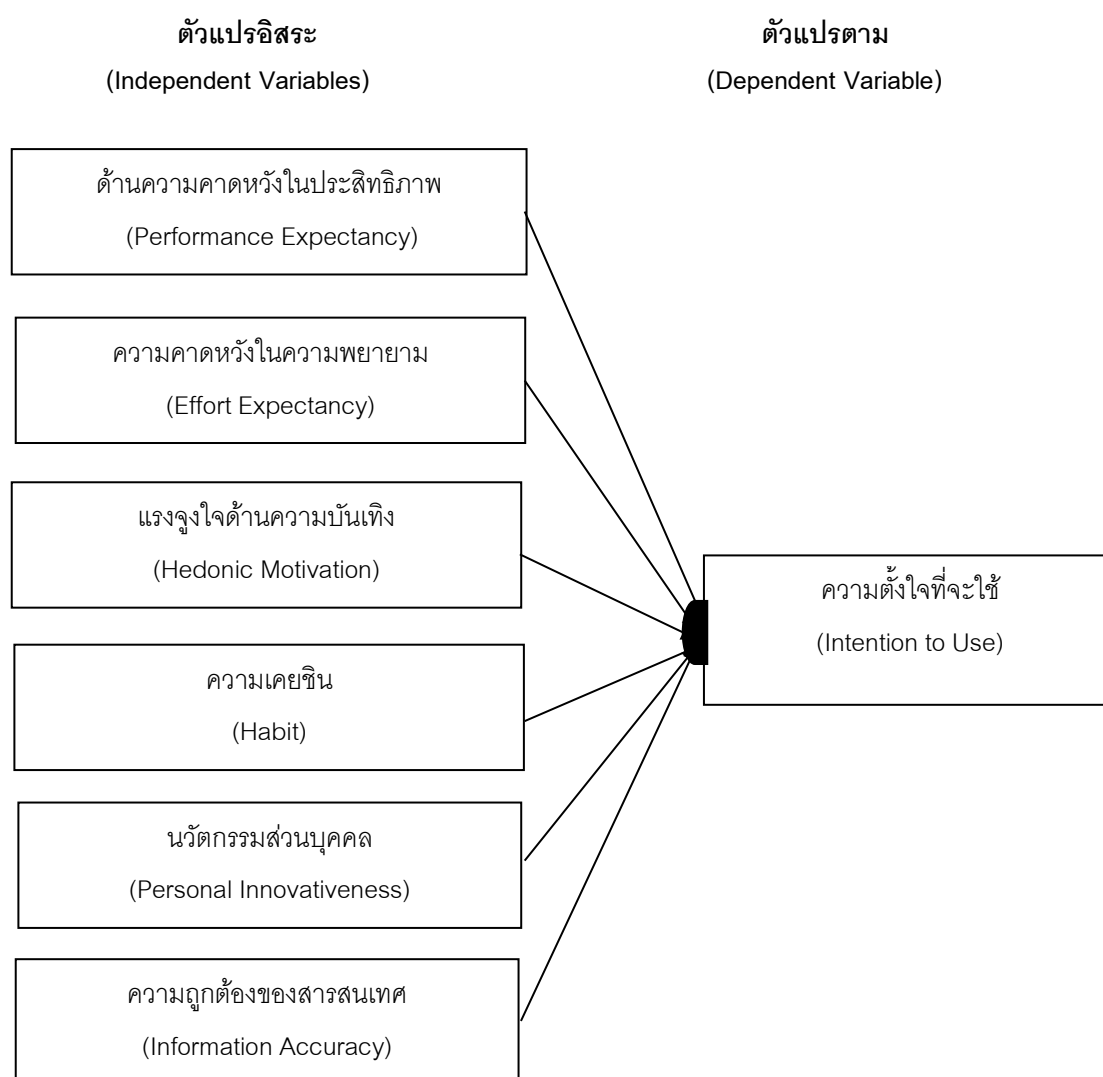 ตัวแปรอิสระ
(Independent Variables)
ตัวแปรตาม
(Dependent Variable)
ด้านความคาดหวังในประสิทธิภาพ
(Performance Expectancy)
ความคาดหวังในความพยายาม
(Effort Expectancy)
แรงจูงใจด้านความบันเทิง
(Hedonic Motivation)
ความเคยชิน
(Habit)
นวัตกรรมส่วนบุคคล
(Personal Innovativeness)
ความถูกต้องของสารสนเทศ
(Information Accuracy)
ความตั้งใจที่จะใช้
(Intention to Use)